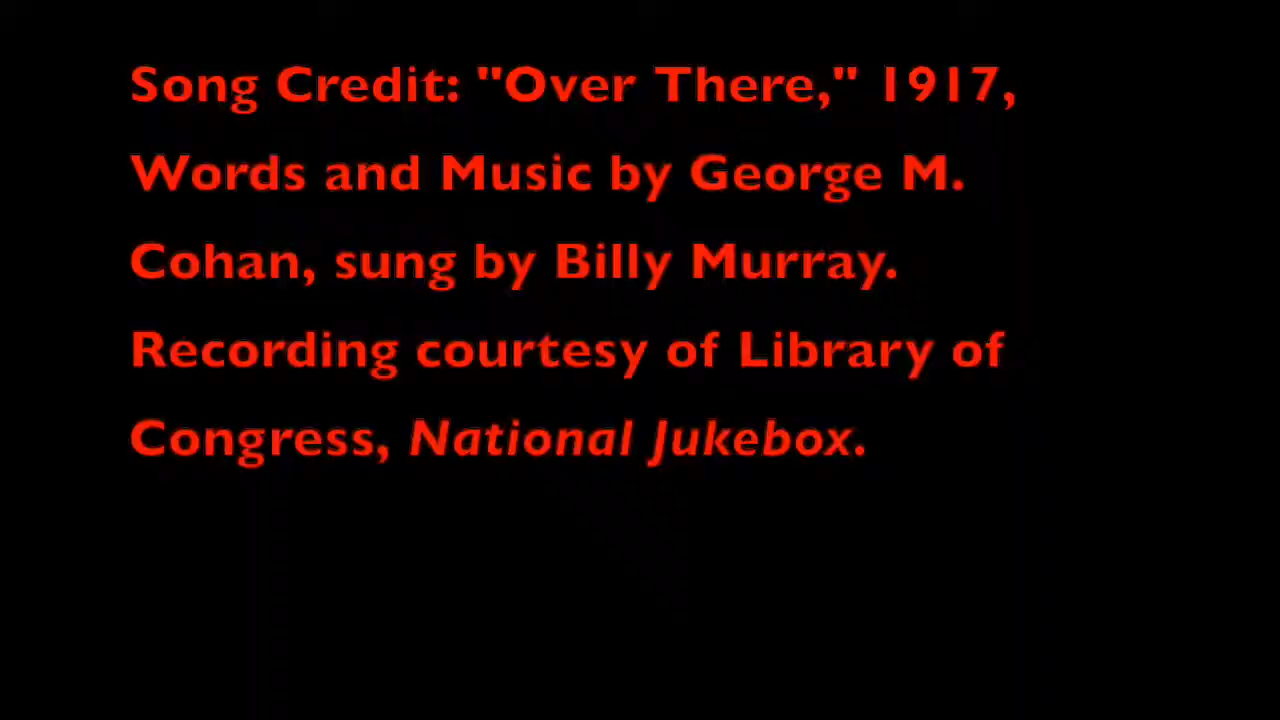 Song Credit: "Over There," 1917,
Words and Music by George M.
Cohan, sung by Billy Murray.
Recording courtesy of Library of
Congress, National Jukebox.